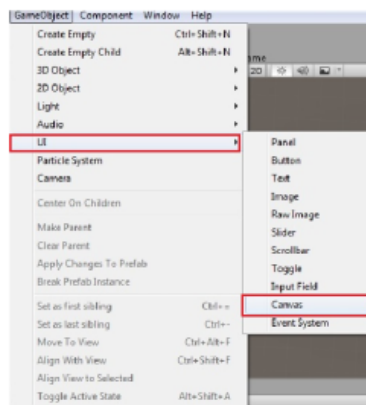 GameObject Component Window Help
Create Empty Ctrl+Shift+N
Create Empty Child Alt+Shift+N
3D Object
2D Object
Light
Audio
UI
Particle System
Camera
Center On Children
Make Parent
Clear Parent
Apply Changes To Prefab
Break Prefab Instance
Set as first sibling Ctrl+=
Set as last sibling Ctrl+-
Move To View Ctrl+Alt+F
Align With View Ctrl+Shift+F
Align View to Selected
Toggle Active State Alt+Shift+A
me
2D
Panel
Button
Text
Image
Raw Image
Slider
Scrollbar
Toggle
Input Field
Canvas
Event System